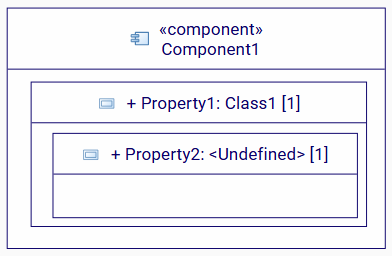 «component»
Component1
+ Property1: Class1 [1]
+ Property2: <Undefined> [1]